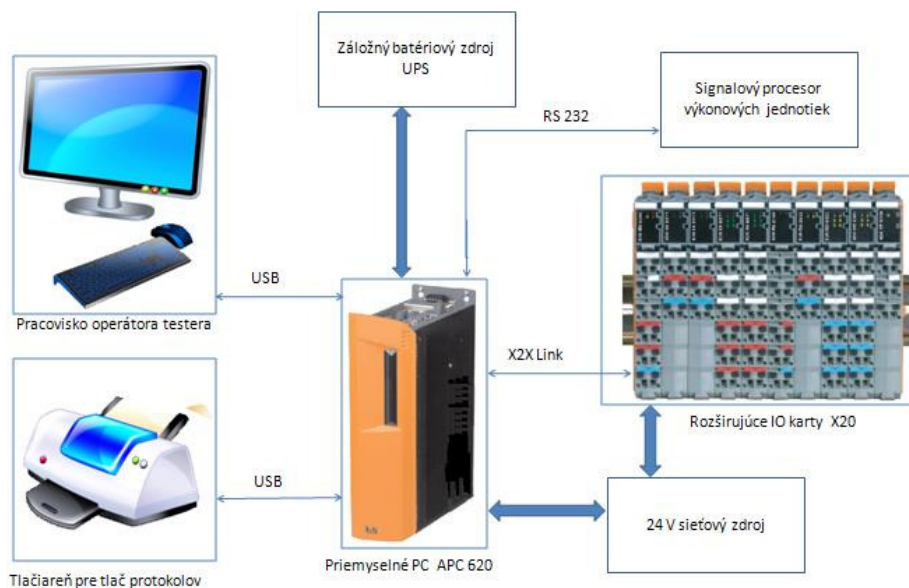 Záložný batériový zdroj
UPS
Signalový procesor
výkonových jednotiek
RS 232
USB
Pracovisko operátora testera
X2X Link
Rozširujúce IO karty X20
USB
24 V sieťový zdroj
Priemyselné PC APC 620
Tlačiareň pre tlač protokolov